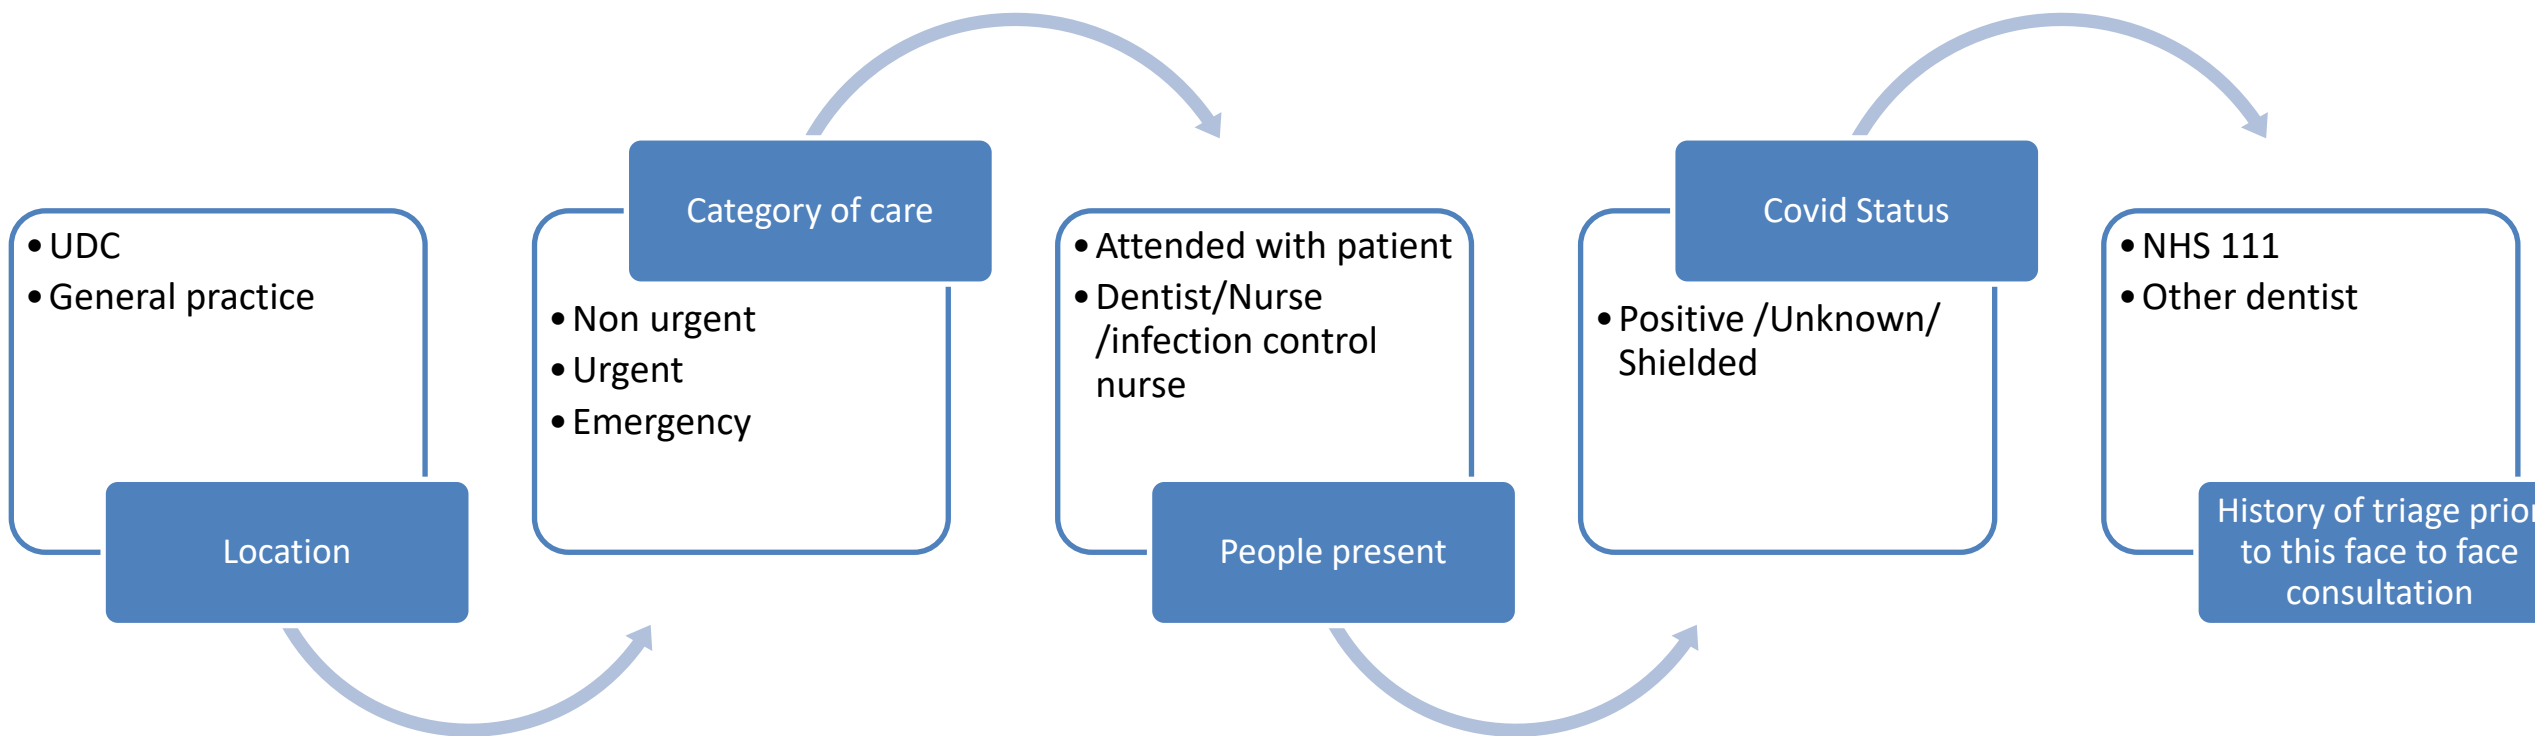 • UDC
• General practice
Location
Category of care
• Non urgent
• Urgent
• Emergency
• Attended with patient
• Dentist/Nurse
/infection control
nurse
People present
Covid Status
• Positive /Unknown/
Shielded
• NHS 111
• Other dentist
History of triage prior
to this face to face
consultation